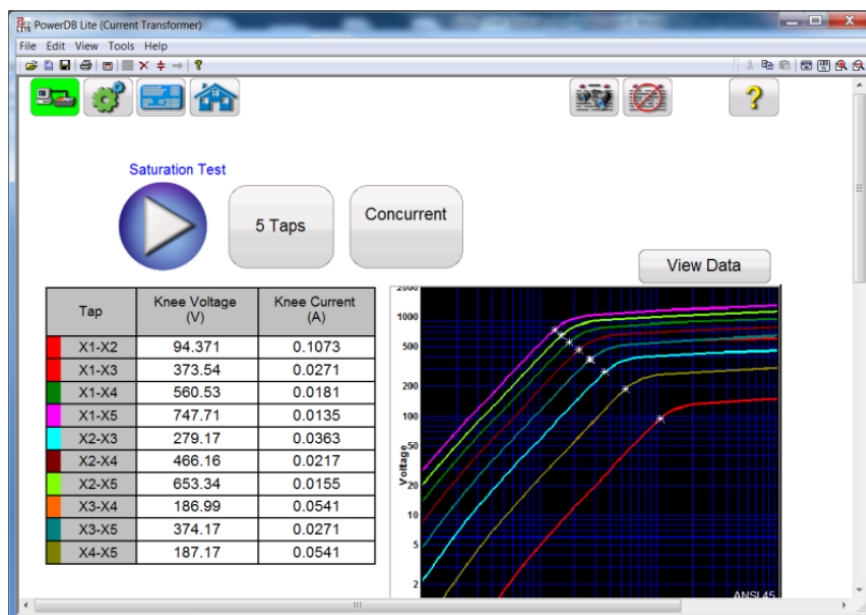 PowerDB Lite (Current Transformer)
File Edit View Tools Help
Saturation Test
5 Taps
Concurrent
View Data
Tap Knee Voltage (V) Knee Current (A)
X1-X2 94.371 0.1073
X1-X3 373.54 0.0271
X1-X4 560.53 0.0181
X1-X5 747.71 0.0135
X2-X3 279.17 0.0363
X2-X4 466.16 0.0217
X2-X5 653.34 0.0155
X3-X4 186.99 0.0541
X3-X5 374.17 0.0271
X4-X5 187.17 0.0541
2000
1000
500
200
100
50
20
10
5
2
Voltage
ANSI 45